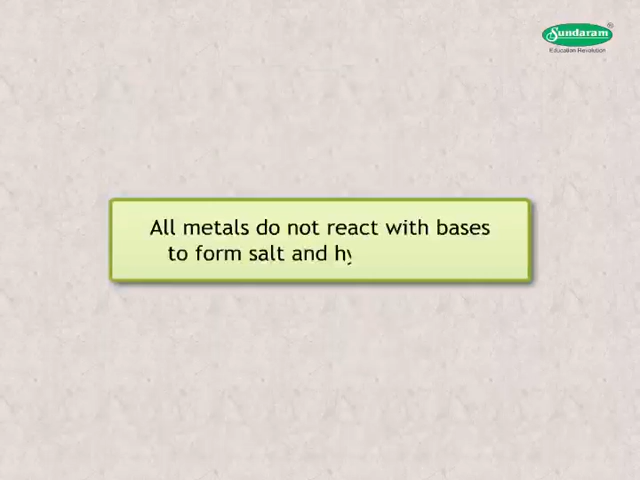 Sundaram
Education Revolution
All metals do not react with bases
to form salt and hy